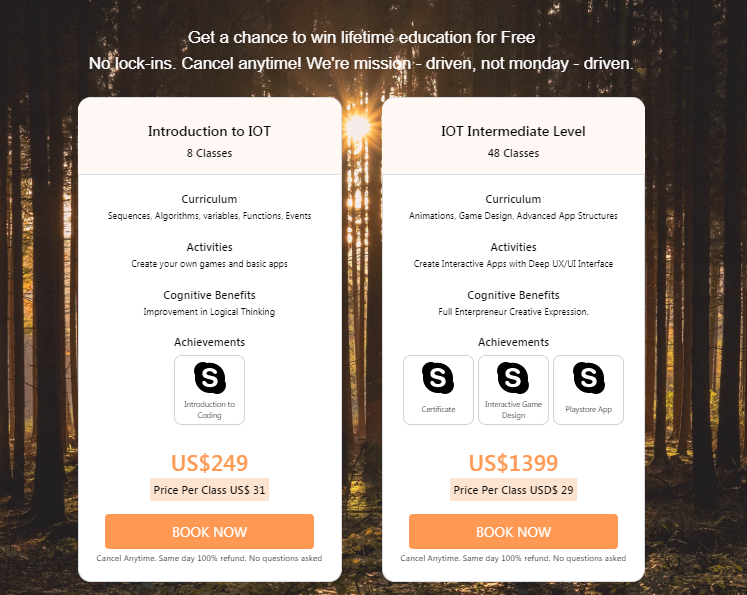 Get a chance to win lifetime education for Free
No lock-ins. Cancel anytime! We're mission - driven, not monday - driven.
Introduction to IOT
8 Classes
Curriculum
Sequences, Algorithms, variables, Functions, Events
Activities
Create your own games and basic apps
Cognitive Benefits
Improvement in Logical Thinking
Achievements
Introduction to
Coding
US$249
Price Per Class US$ 31
BOOK NOW
Cancel Anytime. Same day 100% refund. No questions asked
IOT Intermediate Level
48 Classes
Curriculum
Animations, Game Design, Advanced App Structures
Activities
Create Interactive Apps with Deep UX/UI Interface
Cognitive Benefits
Full Enterpreneur Creative Expression.
Achievements
Certificate
Interactive Game
Design
Playstore App
US$1399
Price Per Class USD$ 29
BOOK NOW
Cancel Anytime. Same day 100% refund. No questions asked